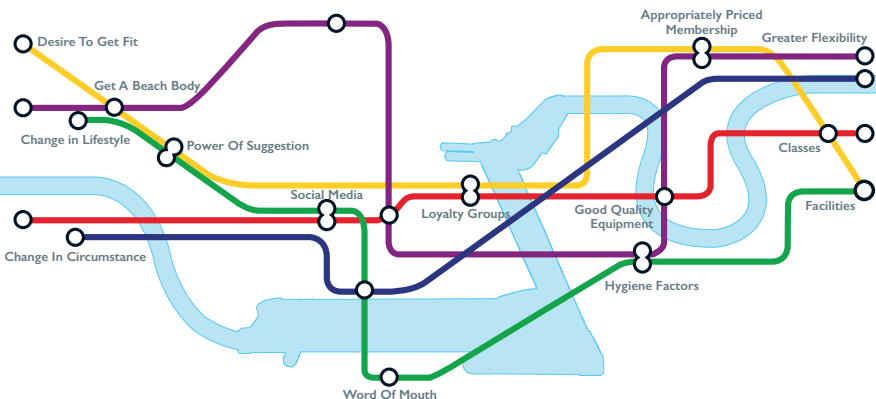 Appropriately Priced
Membership
Desire To Get Fit
Greater Flexibility
Get A Beach Body
Change in Lifestyle
Power Of Suggestion
Classes
Social Media
Loyalty Groups
Good Quality
Equipment
Facilities
Change In Circumstance
Hygiene Factors
Word Of Mouth